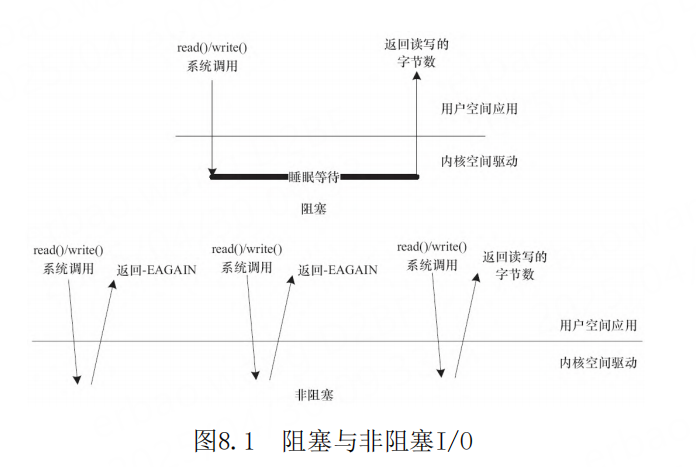 read()/write()
系统调用
返回读写的
字节数
用户空间应用
内核空间驱动
睡眠等待
阻塞
read()/write()
系统调用
返回-EAGAIN
read()/write()
系统调用
返回-EAGAIN
read()/write()
系统调用
返回读写的
字节数
用户空间应用
内核空间驱动
非阻塞
图8.1 阻塞与非阻塞I/O